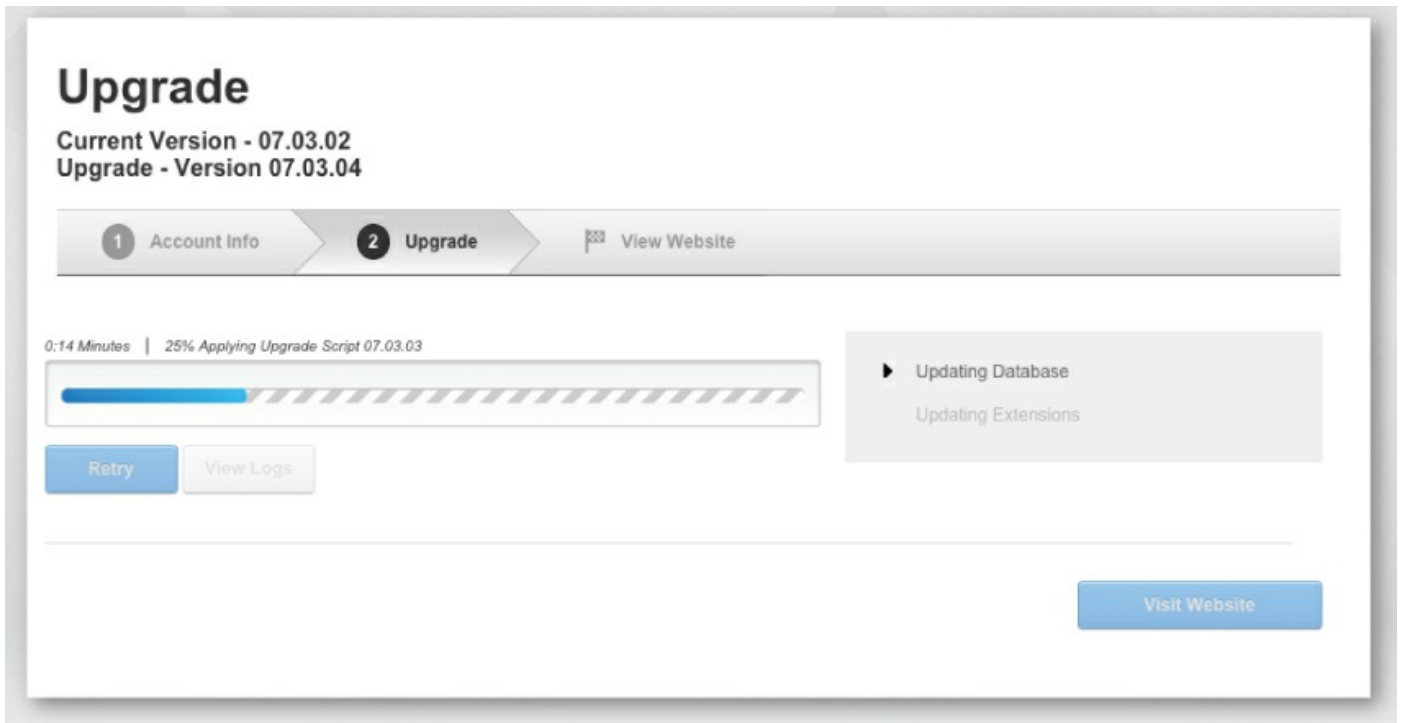 Upgrade
Current Version - 07.03.02
Upgrade - Version 07.03.04
1 Account Info 2 Upgrade View Website
0:14 Minutes | 25% Applying Upgrade Script 07.03.03
Updating Database
Updating Extensions
Retry View Logs
Visit Website